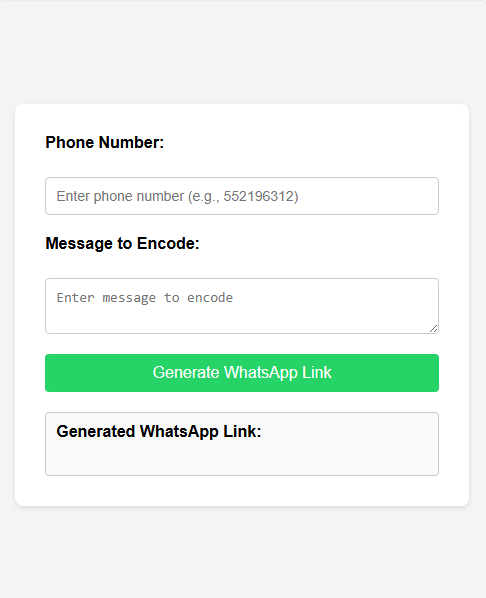 Phone Number:
Enter phone number (e.g., 552196312)
Message to Encode:
Enter message to encode
Generate WhatsApp Link
Generated WhatsApp Link: